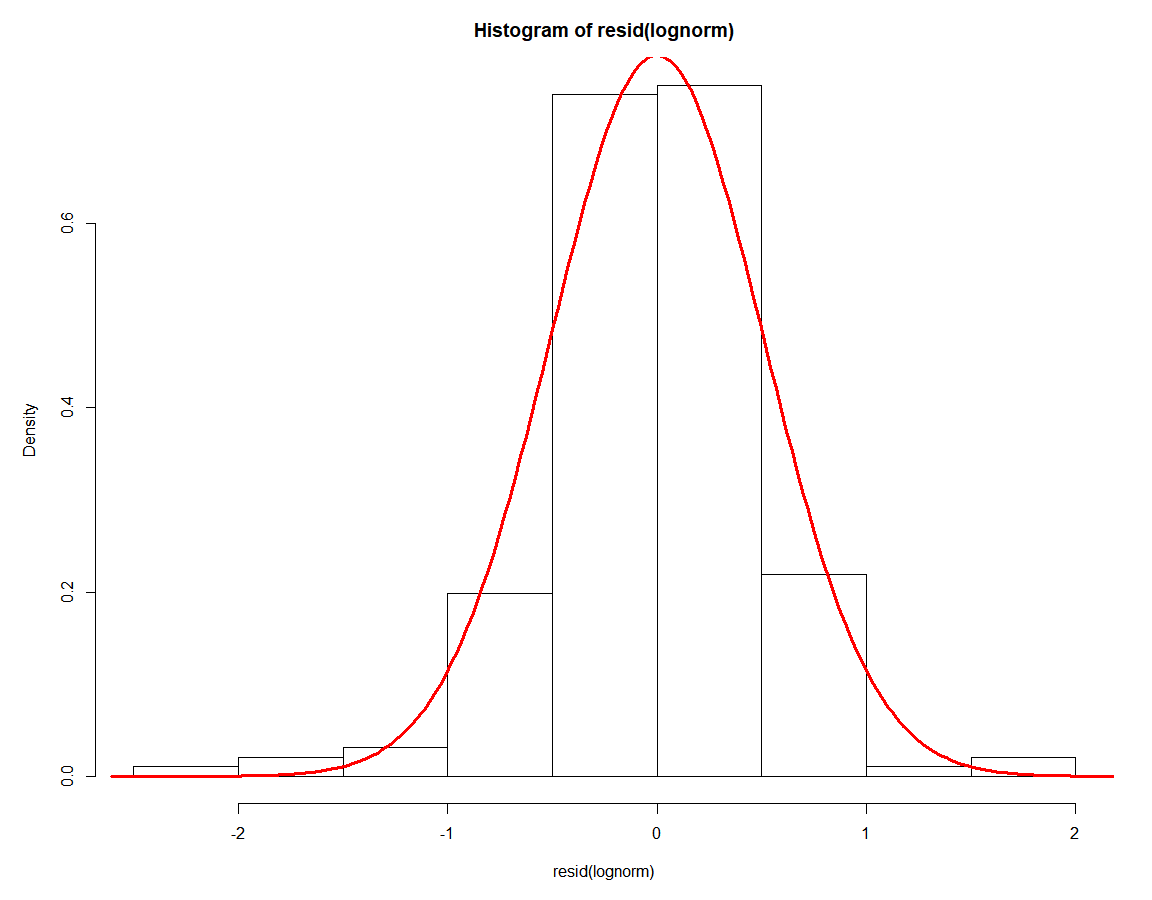 Histogram of resid(lognorm)
Density
0.6
0.4
0.2
0.0
-2 -1 0 1 2
resid(lognorm)